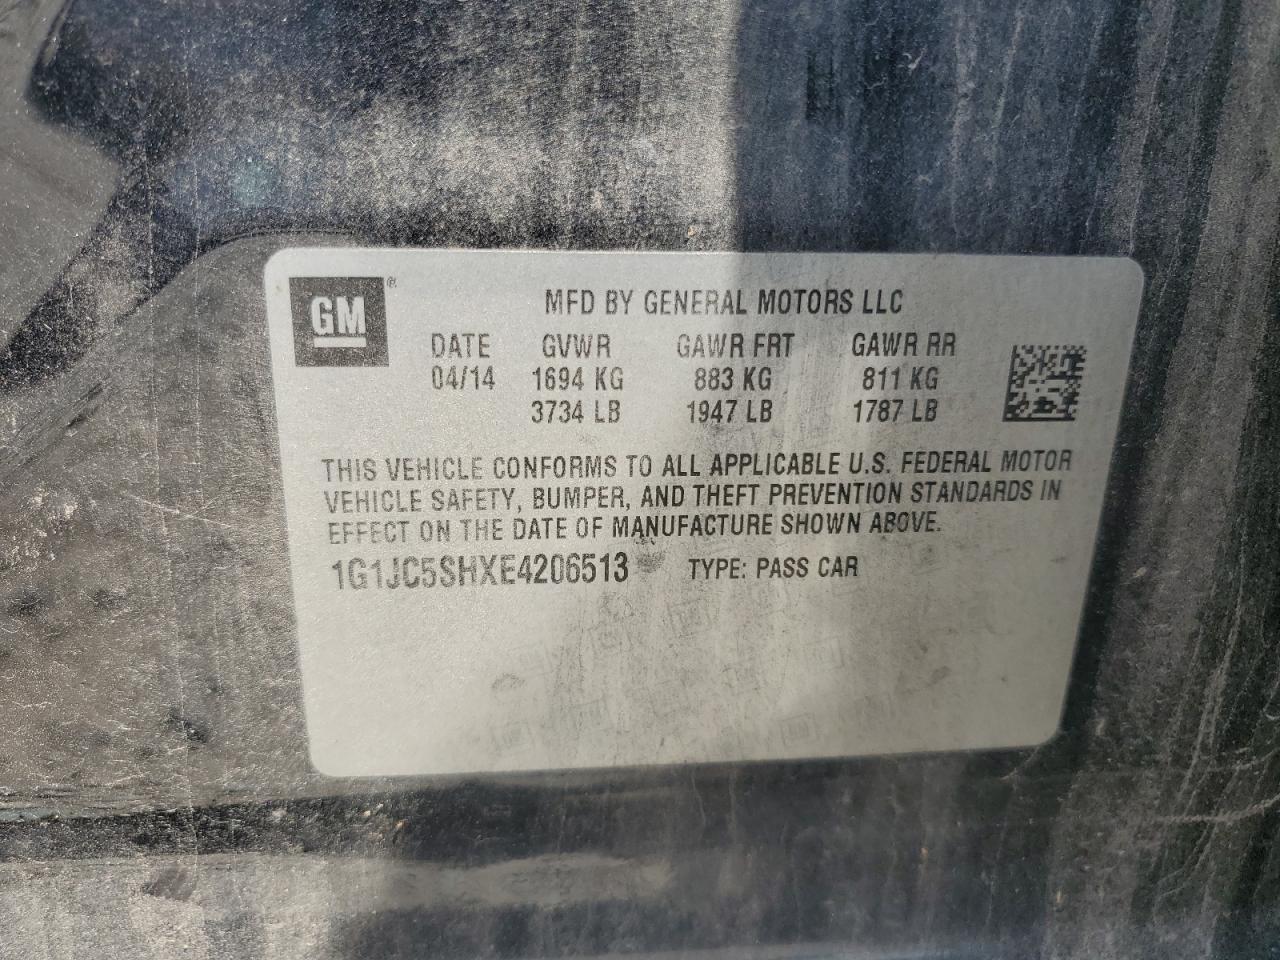 GM ®
MFD BY GENERAL MOTORS LLC
DATE GVWR GAWR FRT GAWR RR
04/14 1694 KG 883 KG 811 KG
3734 LB 1947 LB 1787 LB
THIS VEHICLE CONFORMS TO ALL APPLICABLE U.S. FEDERAL MOTOR
VEHICLE SAFETY, BUMPER, AND THEFT PREVENTION STANDARDS IN
EFFECT ON THE DATE OF MANUFACTURE SHOWN ABOVE.
1G1JC5SHXE4206513 TYPE: PASS CAR